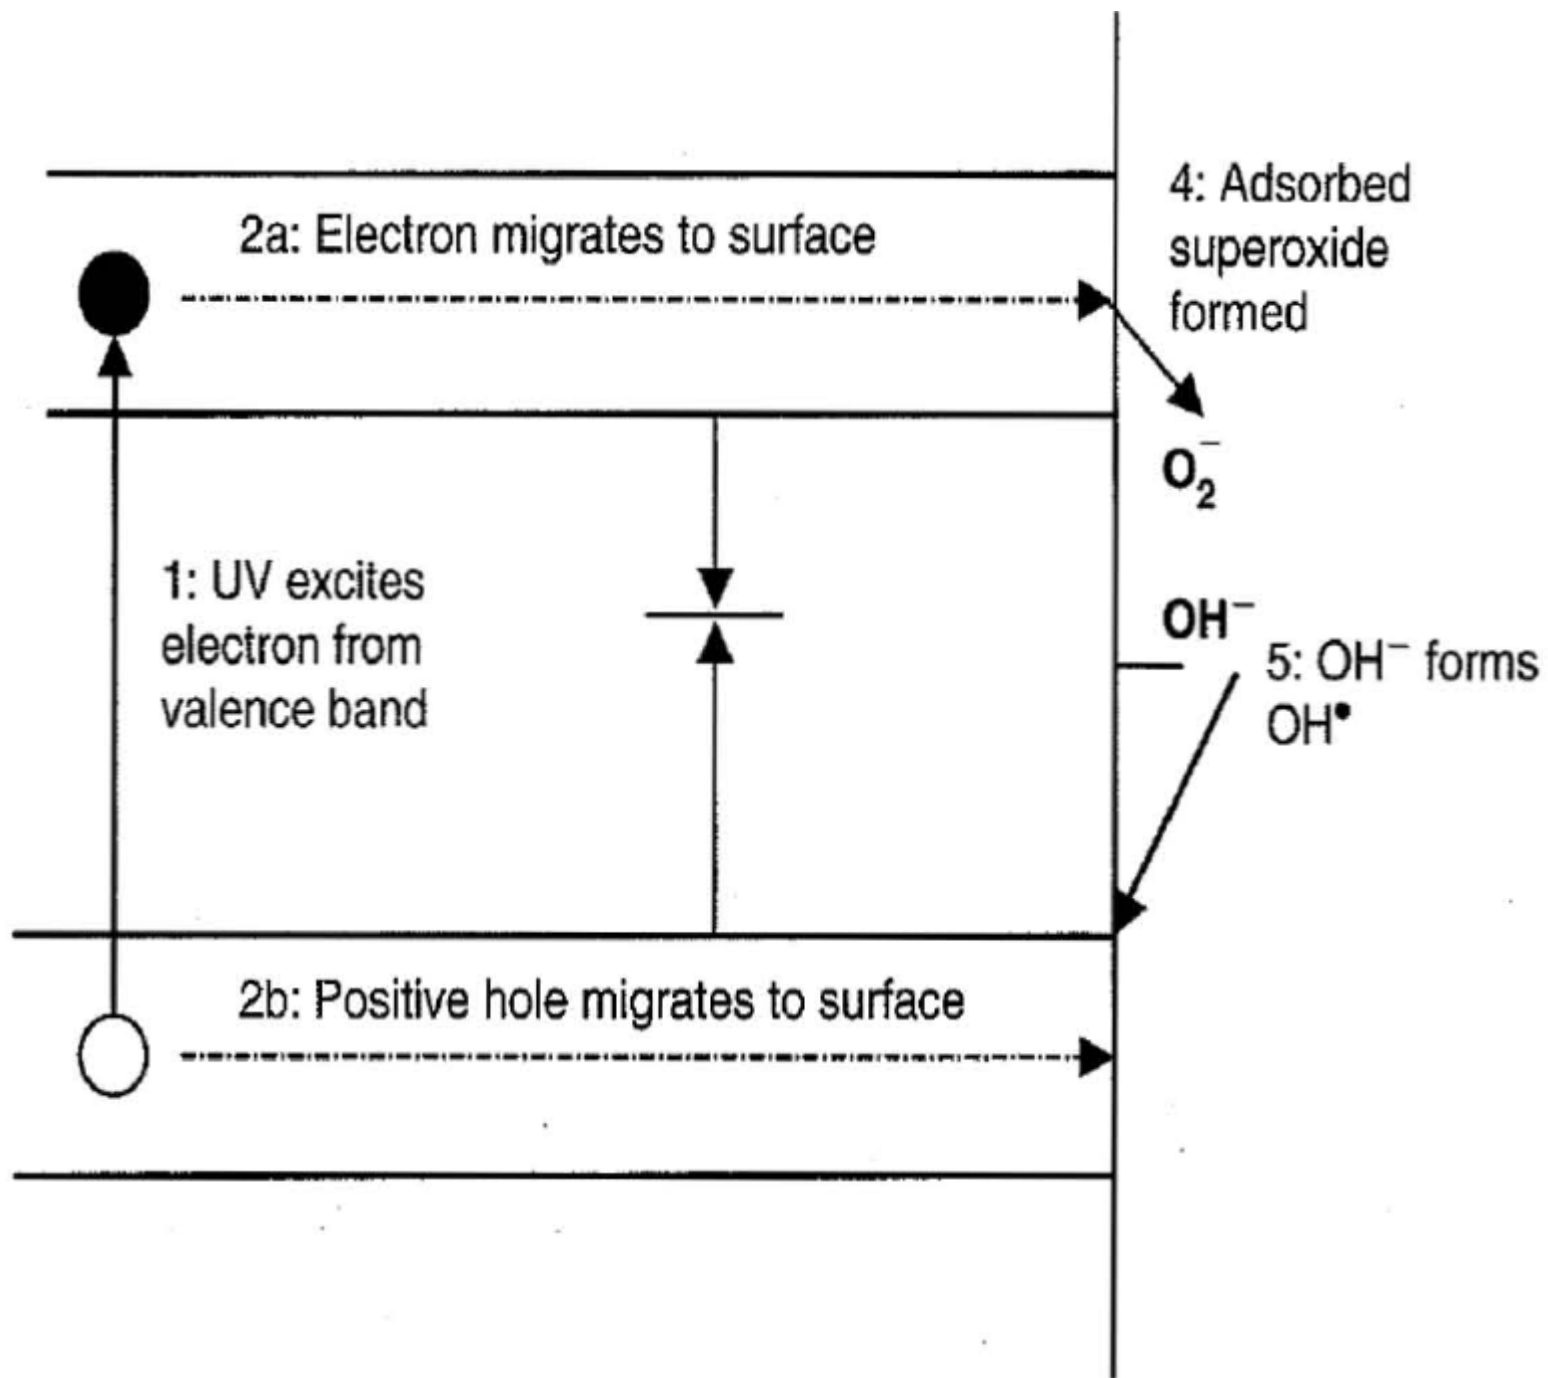 2a: Electron migrates to surface
4: Adsorbed
superoxide
formed
O₂⁻
1: UV excites
electron from
valence band
OH⁻
5: OH⁻ forms
OH•
2b: Positive hole migrates to surface